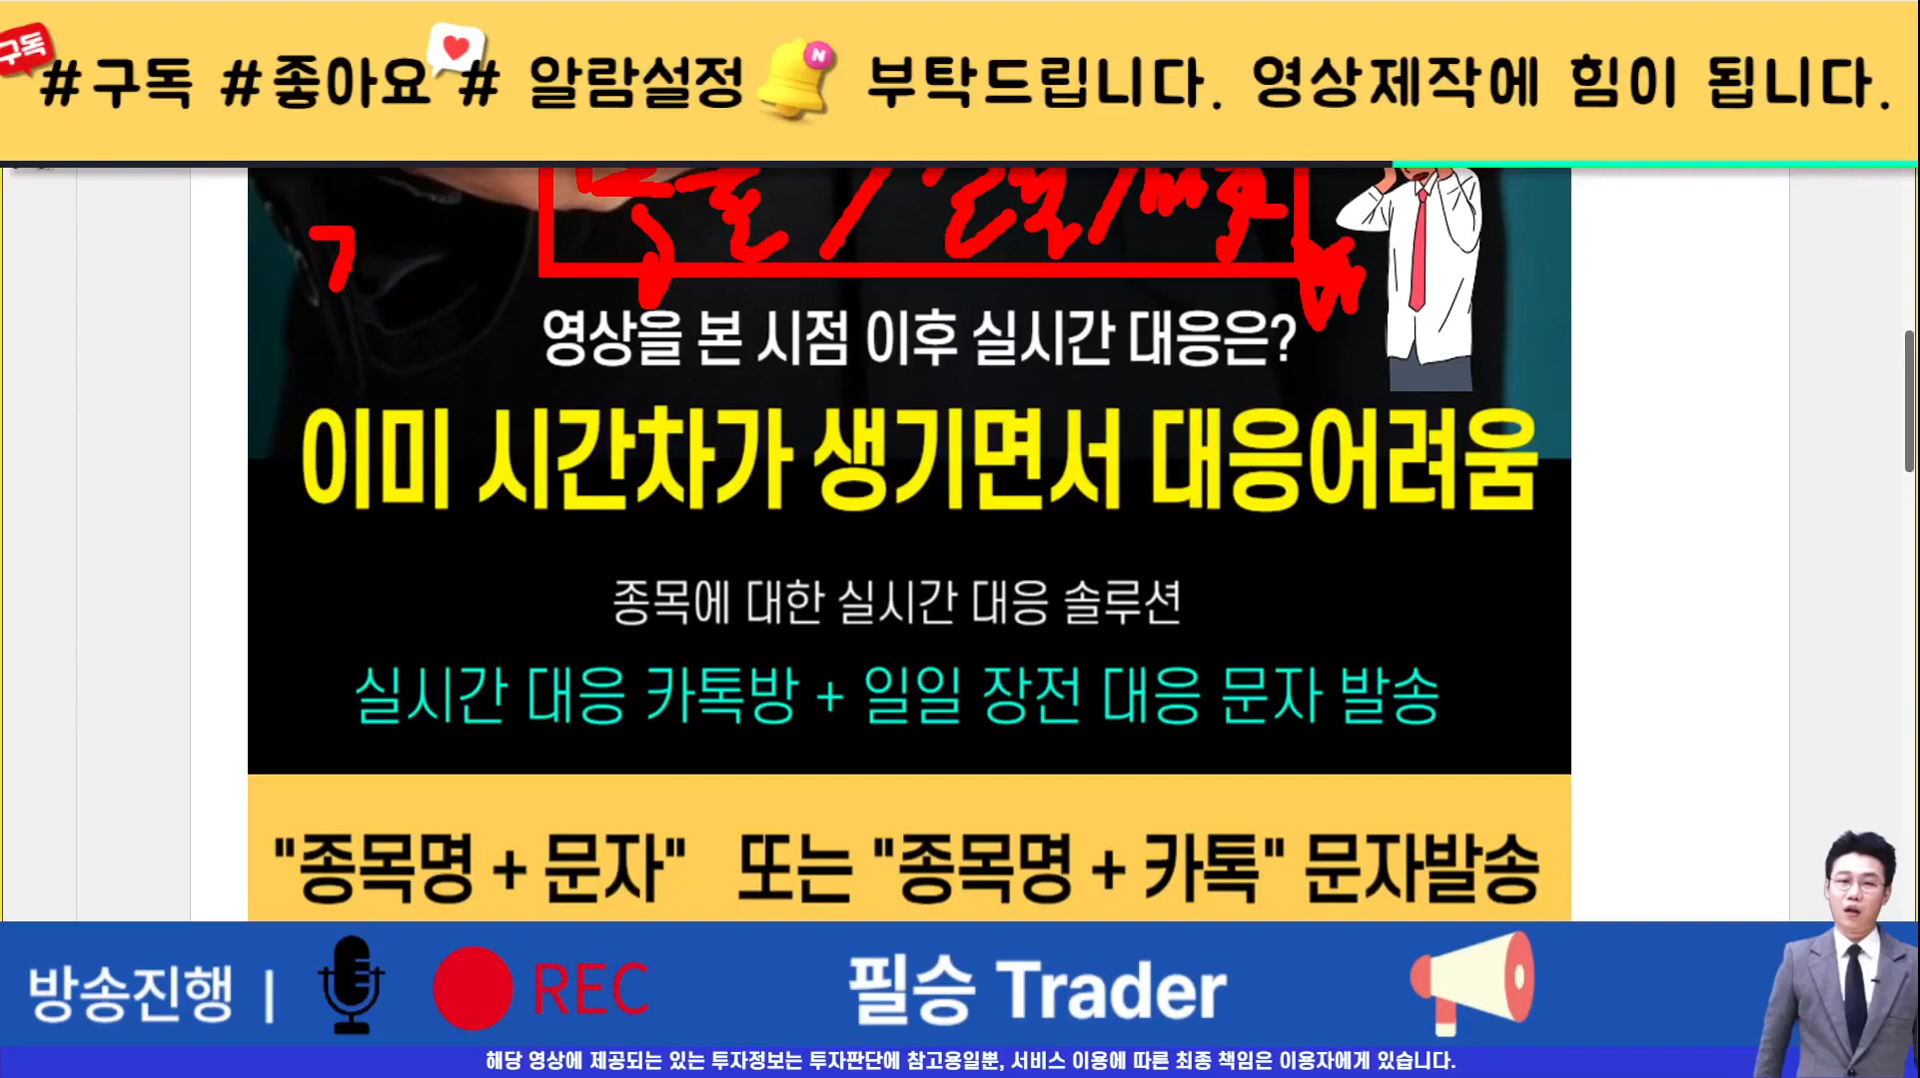 구독
#구독 #좋아요 # 알람설정 N 부탁드립니다. 영상제작에 힘이 됩니다.
영상을 본 시점 이후 실시간 대응은?
이미 시간차가 생기면서 대응어려움
종목에 대한 실시간 대응 솔루션
실시간 대응 카톡방 + 일일 장전 대응 문자 발송
"종목명 + 문자" 또는 "종목명 + 카톡" 문자발송
방송진행 | REC 필승 Trader
해당 영상에 제공되는 있는 투자정보는 투자판단에 참고용일뿐, 서비스 이용에 따른 최종 책임은 이용자에게 있습니다.